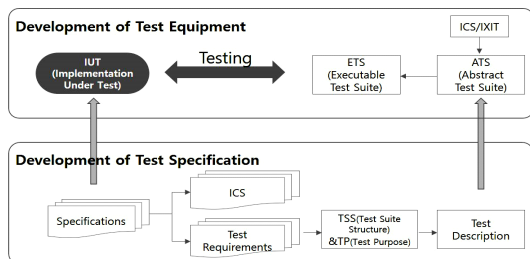 Development of Test Equipment
ICS/IXIT
IUT
(Implementation
Under Test)
Testing
ETS
(Executable
Test Suite)
ATS
(Abstract
Test Suite)
Development of Test Specification
Specifications
ICS
Test
Requirements
TSS(Test Suite
Structure)
&TP(Test Purpose)
Test
Description